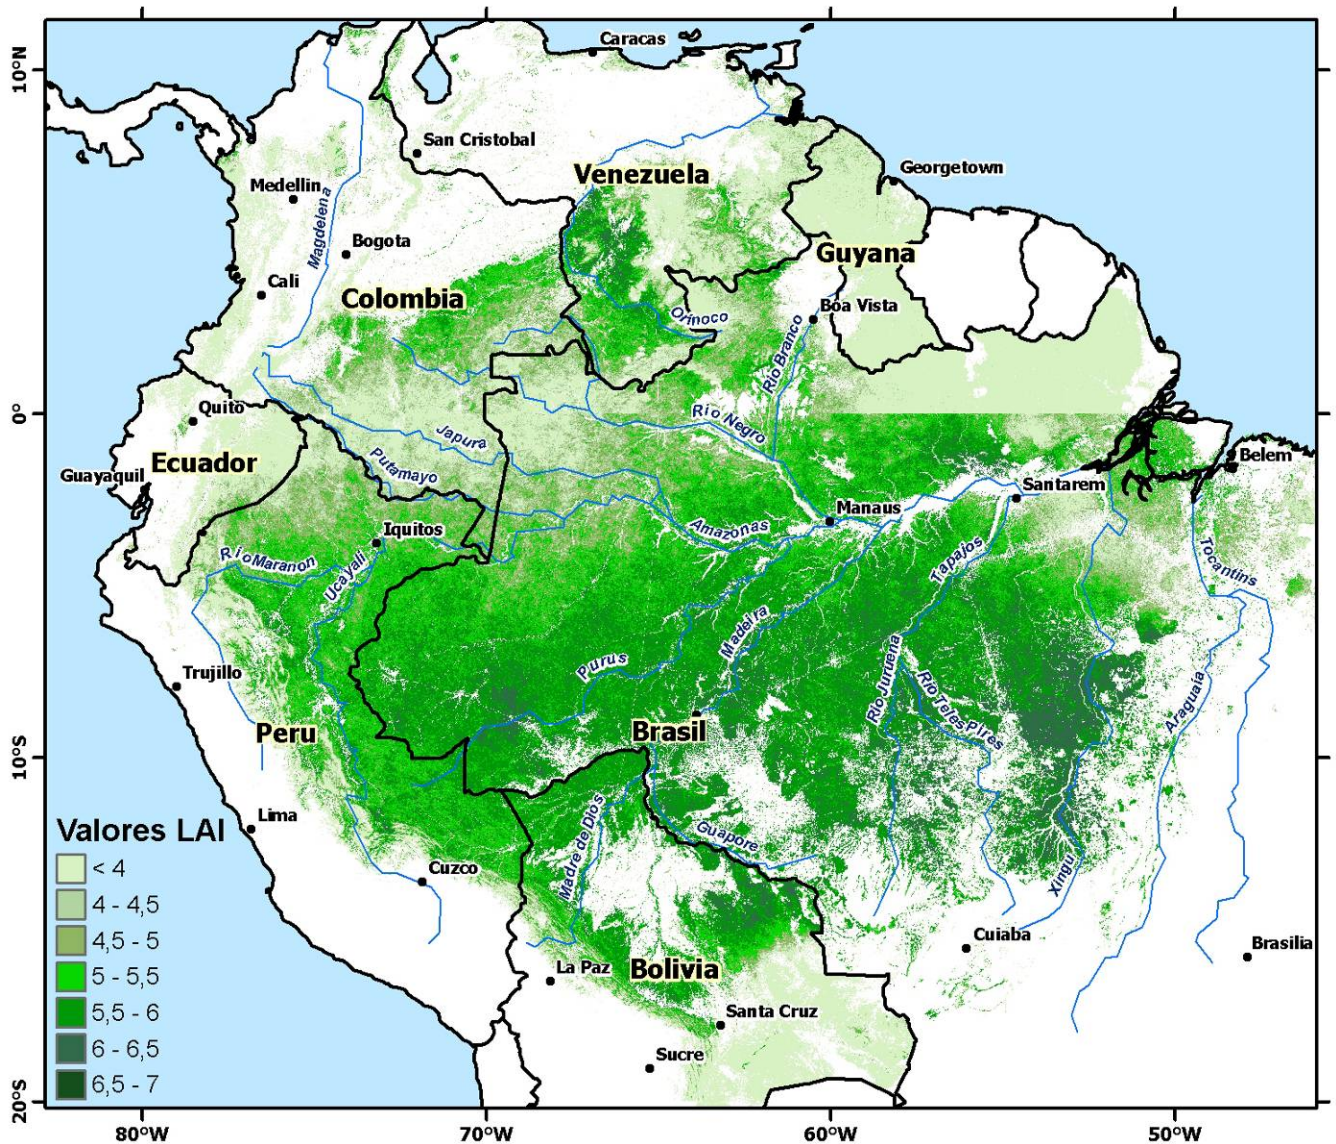 Caracas
10°N
San Cristobal
Georgetown
Venezuela
Medellin
Magdelena
Bogota
Guyana
Cali
Colombia
Boa Vista
Orinoco
Rio Branco
0°
Quito
Rio Negro
Japura
Ecuador
Putamayo
Guayaquil
Belem
Santarem
Manaus
Amazonas
Iquitos
Rio Maranon
Ucayali
Tapajos
Tocantins
Madeira
Purus
Trujillo
Rio Juruena
Rio Teles Pires
Araguaia
Peru
Brasil
10°S
Lima
Madre de Dios
Guapore
Cuzco
Xingu
Cuiaba
Brasilia
La Paz
Bolivia
Santa Cruz
Sucre
Valores LAI
< 4
4 - 4,5
4,5 - 5
5 - 5,5
5,5 - 6
6 - 6,5
6,5 - 7
20°S
80°W
70°W
60°W
50°W